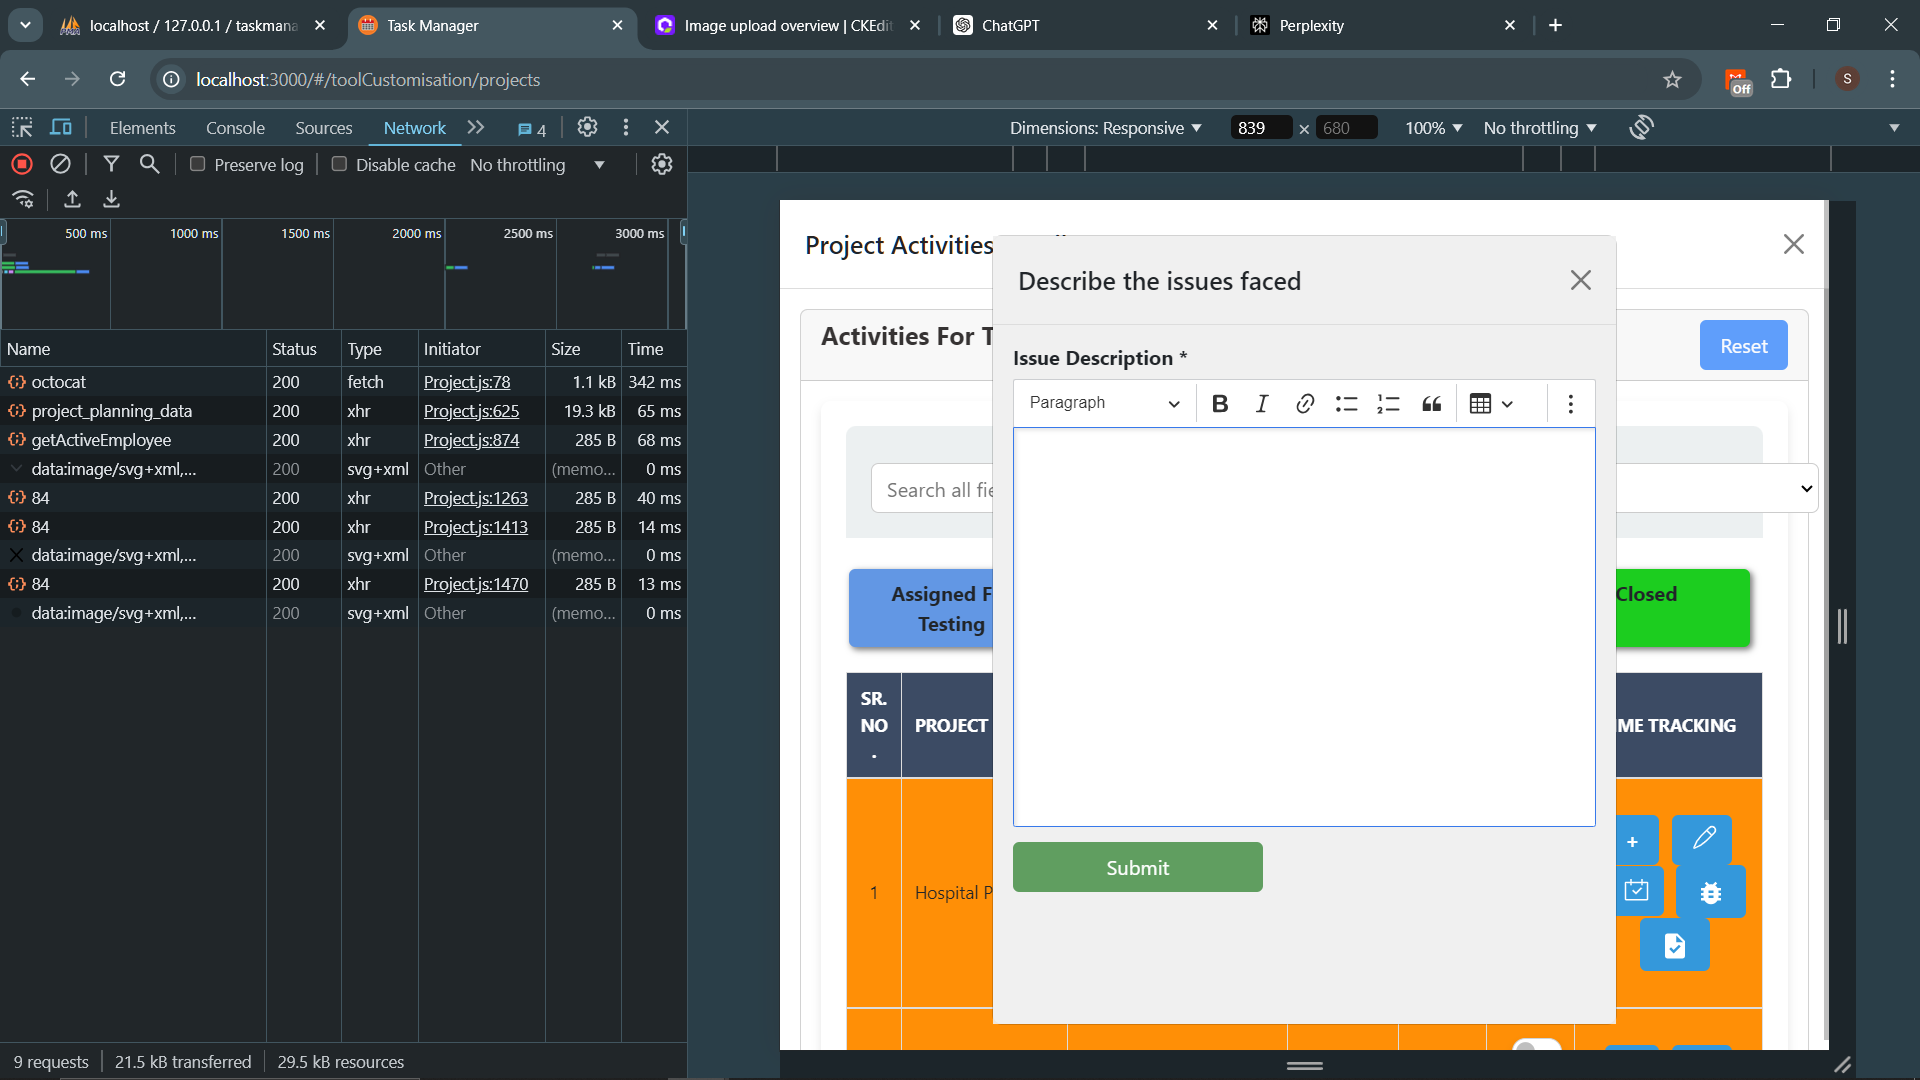 localhost / 127.0.0.1 / taskmana
Task Manager
Image upload overview | CKEdit
ChatGPT
Perplexity
localhost:3000/#/toolCustomisation/projects
Off
S
Elements
Console
Sources
Network
4
Dimensions: Responsive
839
×
680
100%
No throttling
Preserve log
Disable cache
No throttling
500 ms
1000 ms
1500 ms
2000 ms
2500 ms
3000 ms
Name Status Type Initiator Size Time
octocat 200 fetch Project.js:78 1.1 kB 342 ms
project_planning_data 200 xhr Project.js:625 19.3 kB 65 ms
getActiveEmployee 200 xhr Project.js:874 285 B 68 ms
data:image/svg+xml,... 200 svg+xml Other (memo... 0 ms
84 200 xhr Project.js:1263 285 B 40 ms
84 200 xhr Project.js:1413 285 B 14 ms
data:image/svg+xml,... 200 svg+xml Other (memo... 0 ms
84 200 xhr Project.js:1470 285 B 13 ms
data:image/svg+xml,... 200 svg+xml Other (memo... 0 ms
9 requests
21.5 kB transferred
29.5 kB resources
Project Activities
Activities For T
Reset
Search all fie
Assigned F
Testing
Closed
SR.
NO
.
PROJECT
ME TRACKING
1
Hospital P
+
Describe the issues faced
Issue Description *
Paragraph
Submit